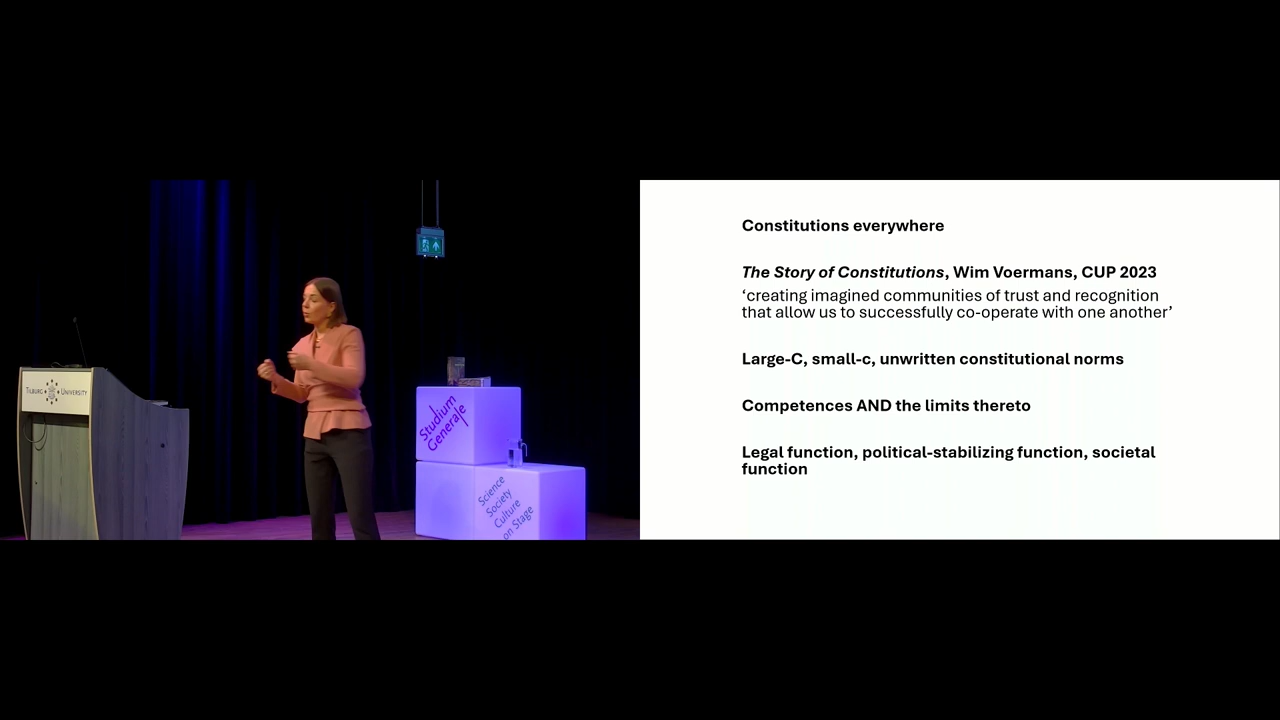 TILBURG UNIVERSITY
Studium
Generale
Science
Society
Culture
on Stage
Constitutions everywhere
The Story of Constitutions, Wim Voermans, CUP 2023
‘creating imagined communities of trust and recognition
that allow us to successfully co-operate with one another’
Large-C, small-c, unwritten constitutional norms
Competences AND the limits thereto
Legal function, political-stabilizing function, societal
function